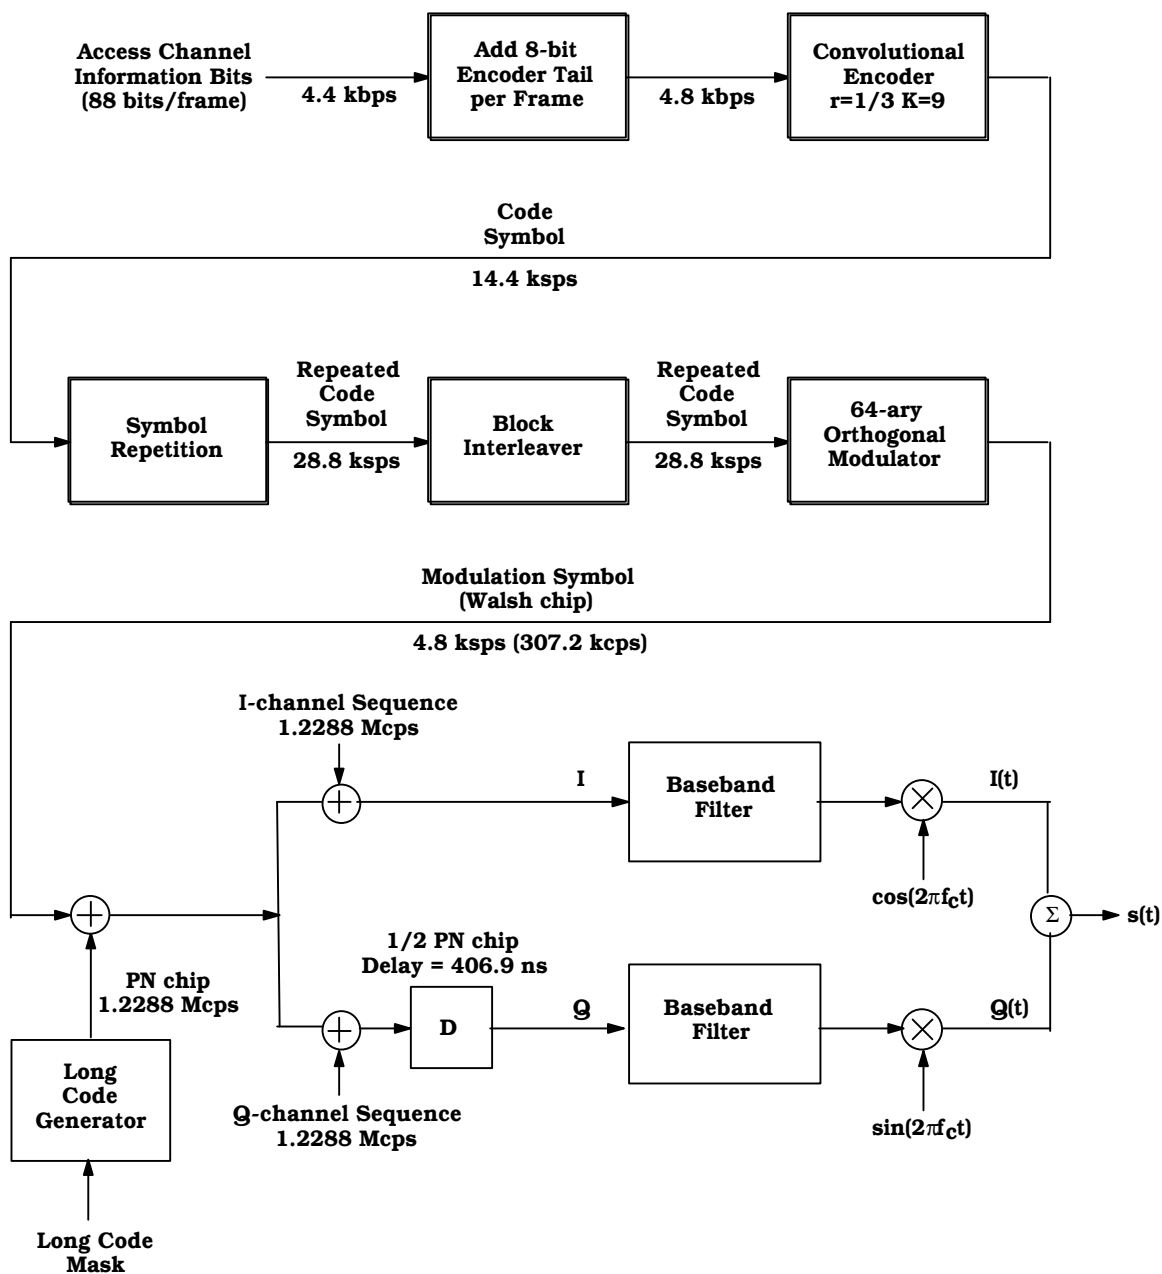 Access Channel
Information Bits
(88 bits/frame)
4.4 kbps
Add 8-bit
Encoder Tail
per Frame
4.8 kbps
Convolutional
Encoder
r=1/3 K=9
Code
Symbol
14.4 ksps
Symbol
Repetition
Repeated
Code
Symbol
28.8 ksps
Block
Interleaver
Repeated
Code
Symbol
28.8 ksps
64-ary
Orthogonal
Modulator
Modulation Symbol
(Walsh chip)
4.8 ksps (307.2 kcps)
I-channel Sequence
1.2288 Mcps
I
Baseband
Filter
I(t)
cos(2πfct)
Σ
s(t)
PN chip
1.2288 Mcps
1/2 PN chip
Delay = 406.9 ns
D
Q
Baseband
Filter
Q(t)
sin(2πfct)
Q-channel Sequence
1.2288 Mcps
Long
Code
Generator
Long Code
Mask